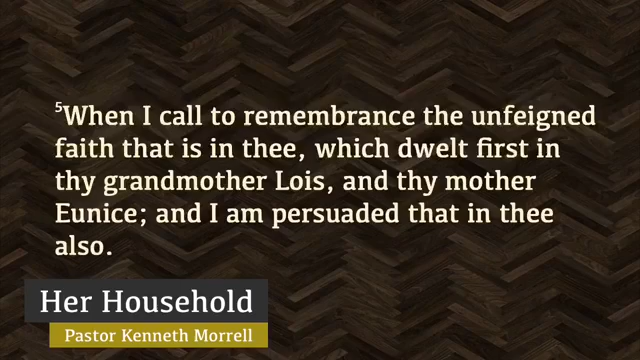 ⁵When I call to remembrance the unfeigned
faith that is in thee, which dwelt first in
thy grandmother Lois, and thy mother
Eunice; and I am persuaded that in thee
also.
Her Household
Pastor Kenneth Morrell